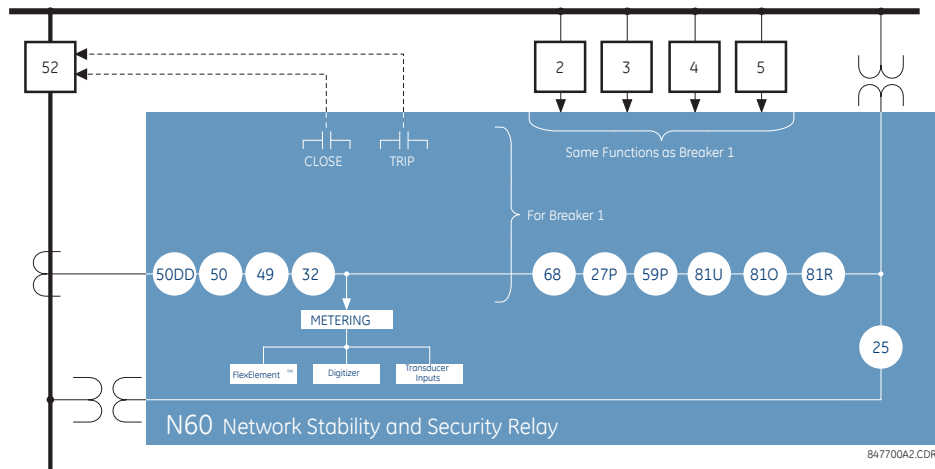 52
2
3
4
5
CLOSE
TRIP
Same Functions as Breaker 1
For Breaker 1
50DD
50
49
32
68
27P
59P
81U
81O
81R
METERING
25
FlexElement ™
Digitizer
Transducer
Inputs
N60 Network Stability and Security Relay
847700A2.CDR